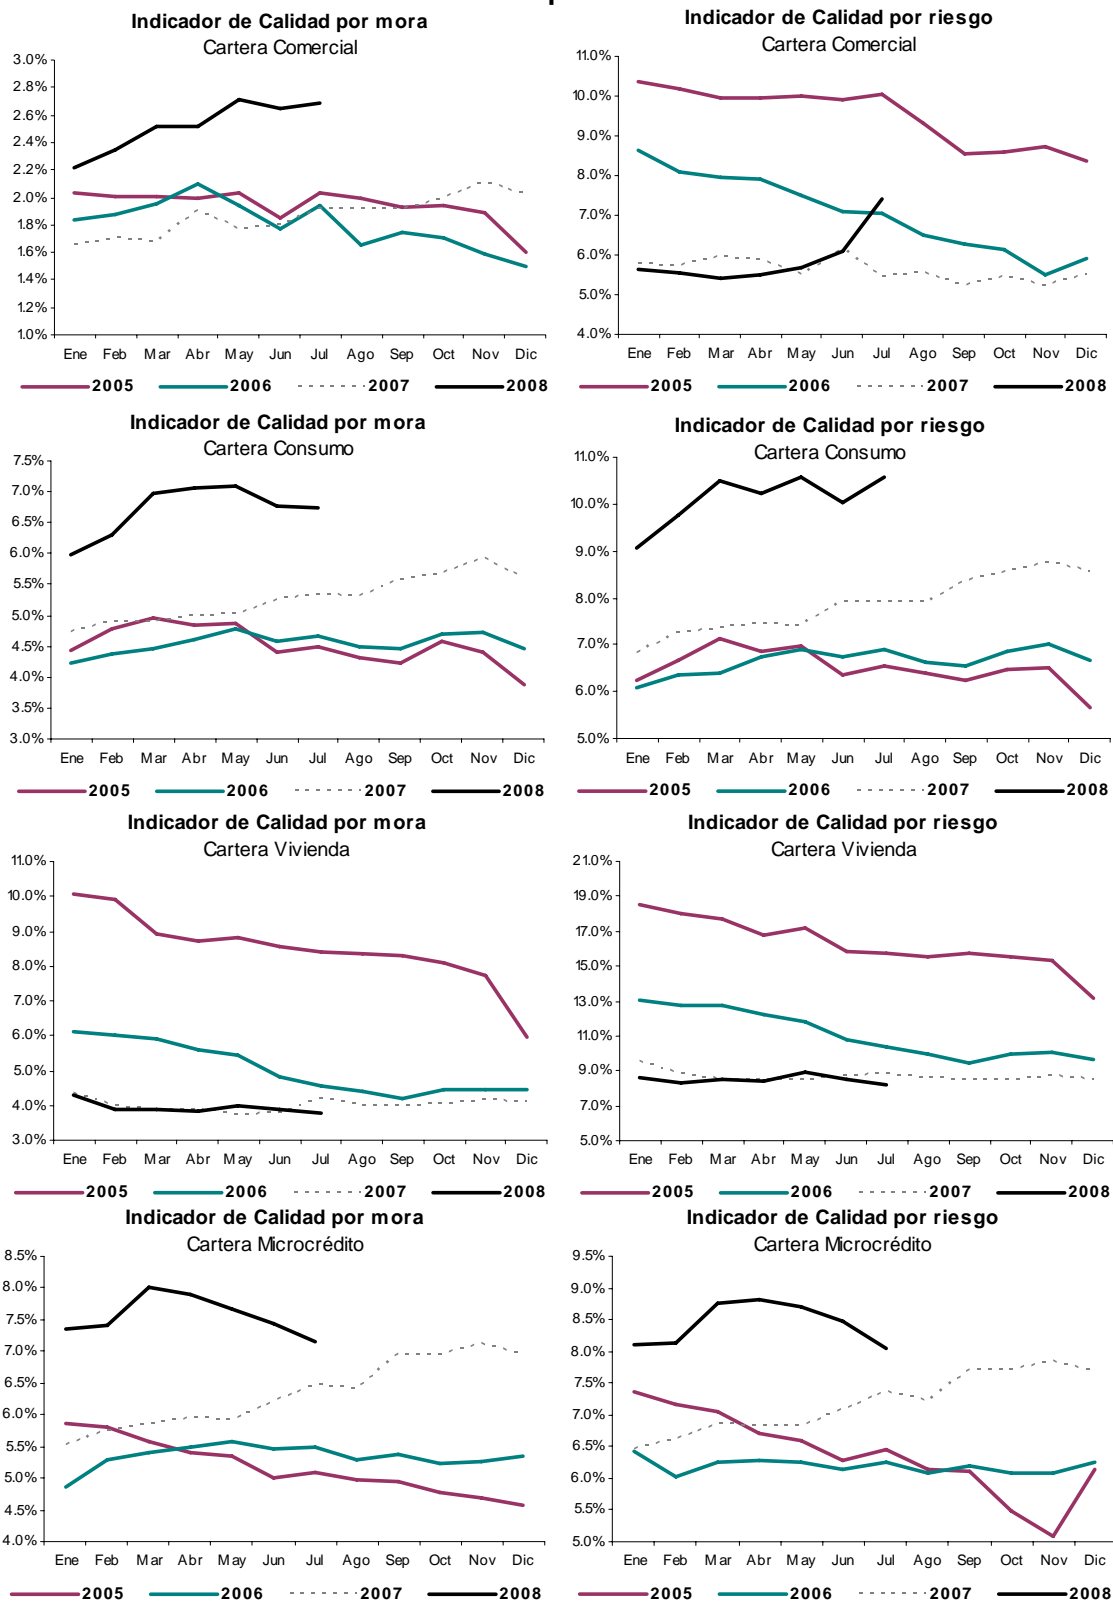 Indicador de Calidad por mora
Cartera Comercial
3.0%
2.8%
2.6%
2.4%
2.2%
2.0%
1.8%
1.6%
1.4%
1.2%
1.0%
Ene Feb Mar Abr May Jun Jul Ago Sep Oct Nov Dic
2005 2006 2007 2008
Indicador de Calidad por riesgo
Cartera Comercial
11.0%
10.0%
9.0%
8.0%
7.0%
6.0%
5.0%
4.0%
Ene Feb Mar Abr May Jun Jul Ago Sep Oct Nov Dic
2005 2006 2007 2008
Indicador de Calidad por mora
Cartera Consumo
7.5%
7.0%
6.5%
6.0%
5.5%
5.0%
4.5%
4.0%
3.5%
3.0%
Ene Feb Mar Abr May Jun Jul Ago Sep Oct Nov Dic
2005 2006 2007 2008
Indicador de Calidad por riesgo
Cartera Consumo
11.0%
10.0%
9.0%
8.0%
7.0%
6.0%
5.0%
Ene Feb Mar Abr May Jun Jul Ago Sep Oct Nov Dic
2005 2006 2007 2008
Indicador de Calidad por mora
Cartera Vivienda
11.0%
10.0%
9.0%
8.0%
7.0%
6.0%
5.0%
4.0%
3.0%
Ene Feb Mar Abr May Jun Jul Ago Sep Oct Nov Dic
2005 2006 2007 2008
Indicador de Calidad por riesgo
Cartera Vivienda
21.0%
19.0%
17.0%
15.0%
13.0%
11.0%
9.0%
7.0%
5.0%
Ene Feb Mar Abr May Jun Jul Ago Sep Oct Nov Dic
2005 2006 2007 2008
Indicador de Calidad por mora
Cartera Microcrédito
8.5%
8.0%
7.5%
7.0%
6.5%
6.0%
5.5%
5.0%
4.5%
4.0%
Ene Feb Mar Abr May Jun Jul Ago Sep Oct Nov Dic
2005 2006 2007 2008
Indicador de Calidad por riesgo
Cartera Microcrédito
9.5%
9.0%
8.5%
8.0%
7.5%
7.0%
6.5%
6.0%
5.5%
5.0%
Ene Feb Mar Abr May Jun Jul Ago Sep Oct Nov Dic
2005 2006 2007 2008